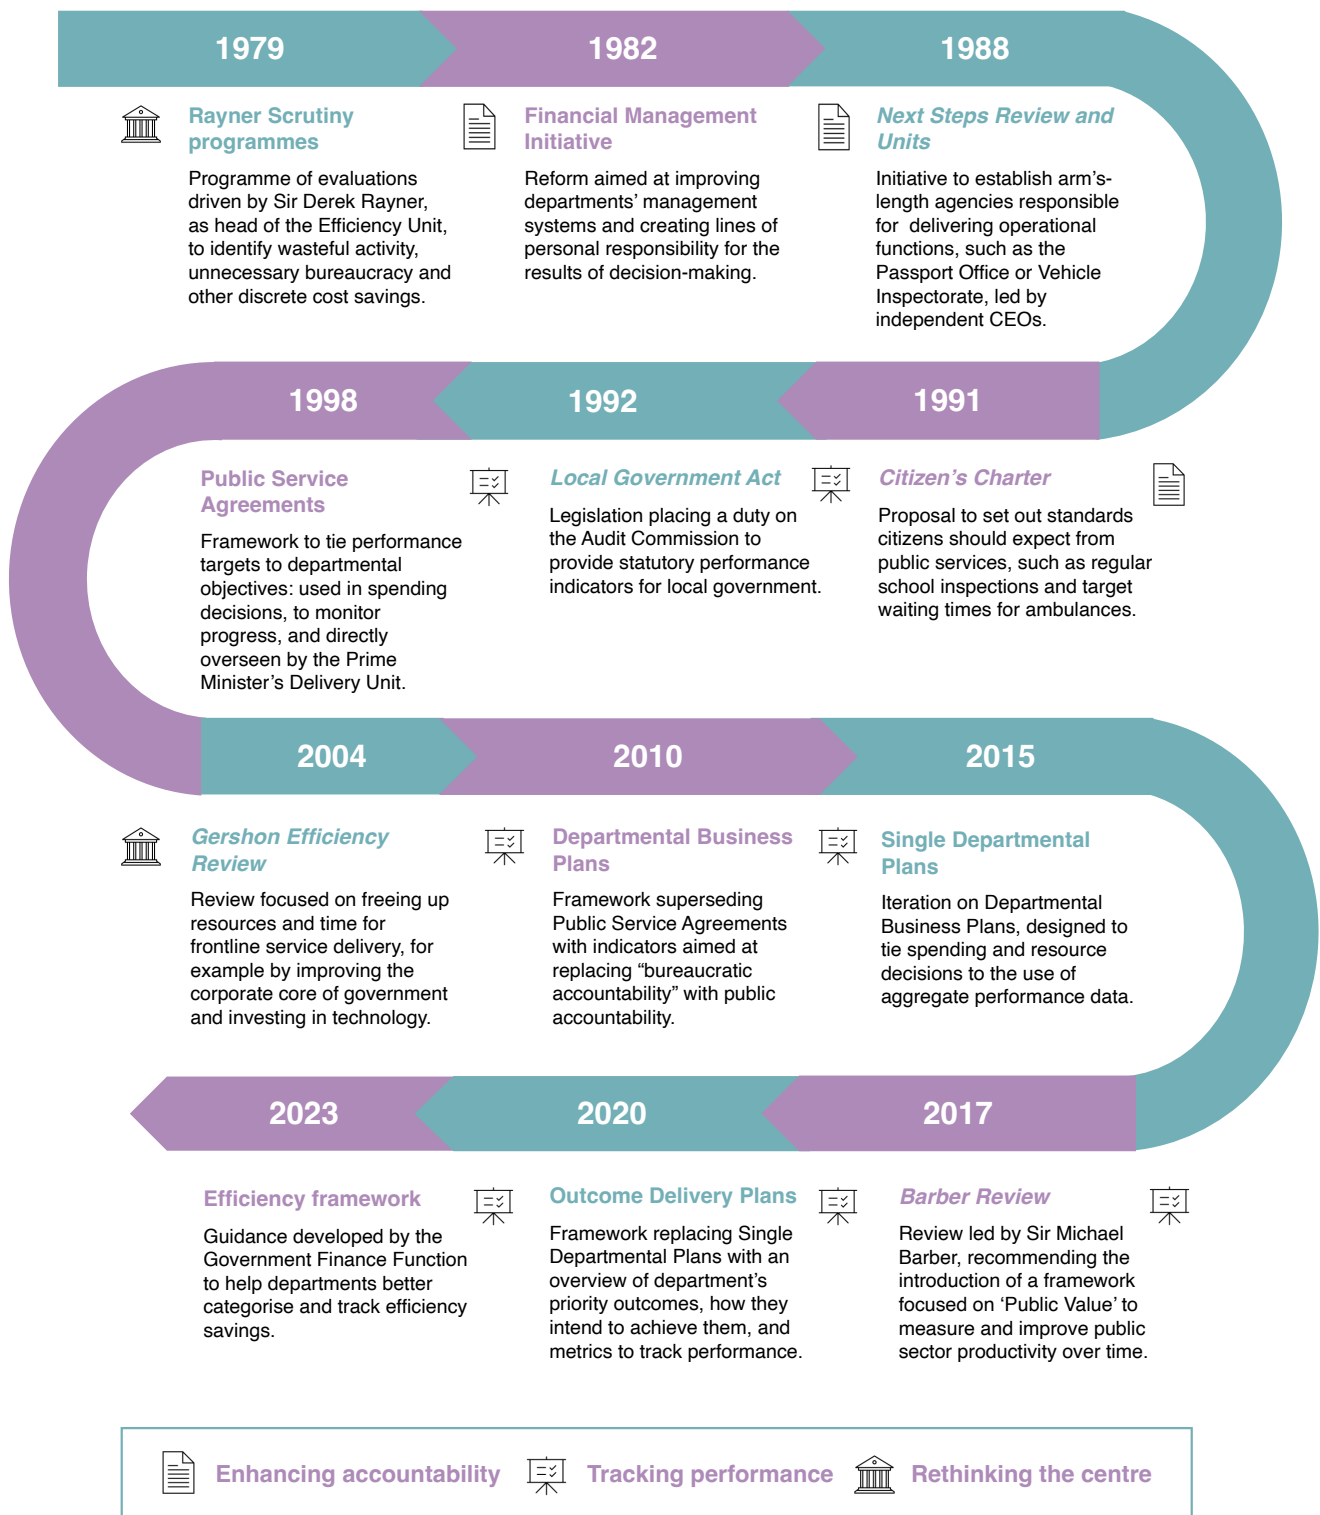 1979
1982
1988
Rayner Scrutiny
programmes
Programme of evaluations
driven by Sir Derek Rayner,
as head of the Efficiency Unit,
to identify wasteful activity,
unnecessary bureaucracy and
other discrete cost savings.
Financial Management
Initiative
Reform aimed at improving
departments’ management
systems and creating lines of
personal responsibility for the
results of decision-making.
Next Steps Review and
Units
Initiative to establish arm’s-
length agencies responsible
for delivering operational
functions, such as the
Passport Office or Vehicle
Inspectorate, led by
independent CEOs.
1991
1992
1998
Citizen’s Charter
Proposal to set out standards
citizens should expect from
public services, such as regular
school inspections and target
waiting times for ambulances.
Local Government Act
Legislation placing a duty on
the Audit Commission to
provide statutory performance
indicators for local government.
Public Service
Agreements
Framework to tie performance
targets to departmental
objectives: used in spending
decisions, to monitor
progress, and directly
overseen by the Prime
Minister’s Delivery Unit.
2004
2010
2015
Gershon Efficiency
Review
Review focused on freeing up
resources and time for
frontline service delivery, for
example by improving the
corporate core of government
and investing in technology.
Departmental Business
Plans
Framework superseding
Public Service Agreements
with indicators aimed at
replacing “bureaucratic
accountability” with public
accountability.
Single Departmental
Plans
Iteration on Departmental
Business Plans, designed to
tie spending and resource
decisions to the use of
aggregate performance data.
2017
2020
2023
Barber Review
Review led by Sir Michael
Barber, recommending the
introduction of a framework
focused on ‘Public Value’ to
measure and improve public
sector productivity over time.
Outcome Delivery Plans
Framework replacing Single
Departmental Plans with an
overview of department’s
priority outcomes, how they
intend to achieve them, and
metrics to track performance.
Efficiency framework
Guidance developed by the
Government Finance Function
to help departments better
categorise and track efficiency
savings.
Enhancing accountability
Tracking performance
Rethinking the centre